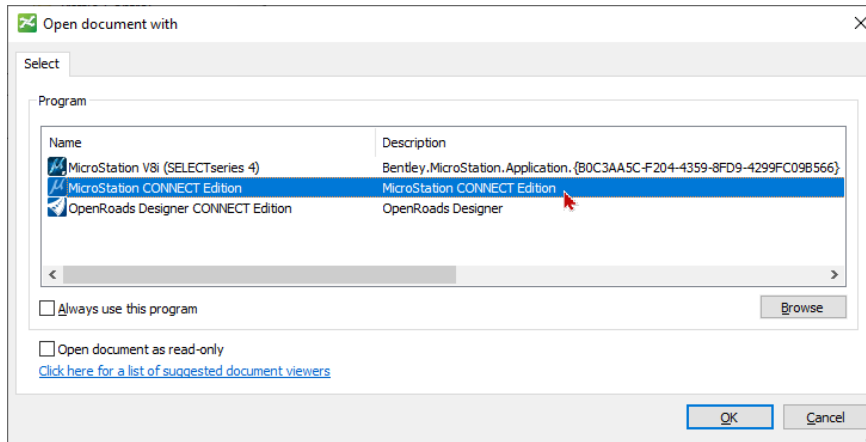 Open document with
Select
Program
Name Description
MicroStation V8i (SELECTseries 4) Bentley.MicroStation.Application.{B0C3AA5C-F204-4359-8FD9-4299FC09B566}
MicroStation CONNECT Edition MicroStation CONNECT Edition
OpenRoads Designer CONNECT Edition OpenRoads Designer
Always use this program Browse
Open document as read-only
Click here for a list of suggested document viewers
OK Cancel